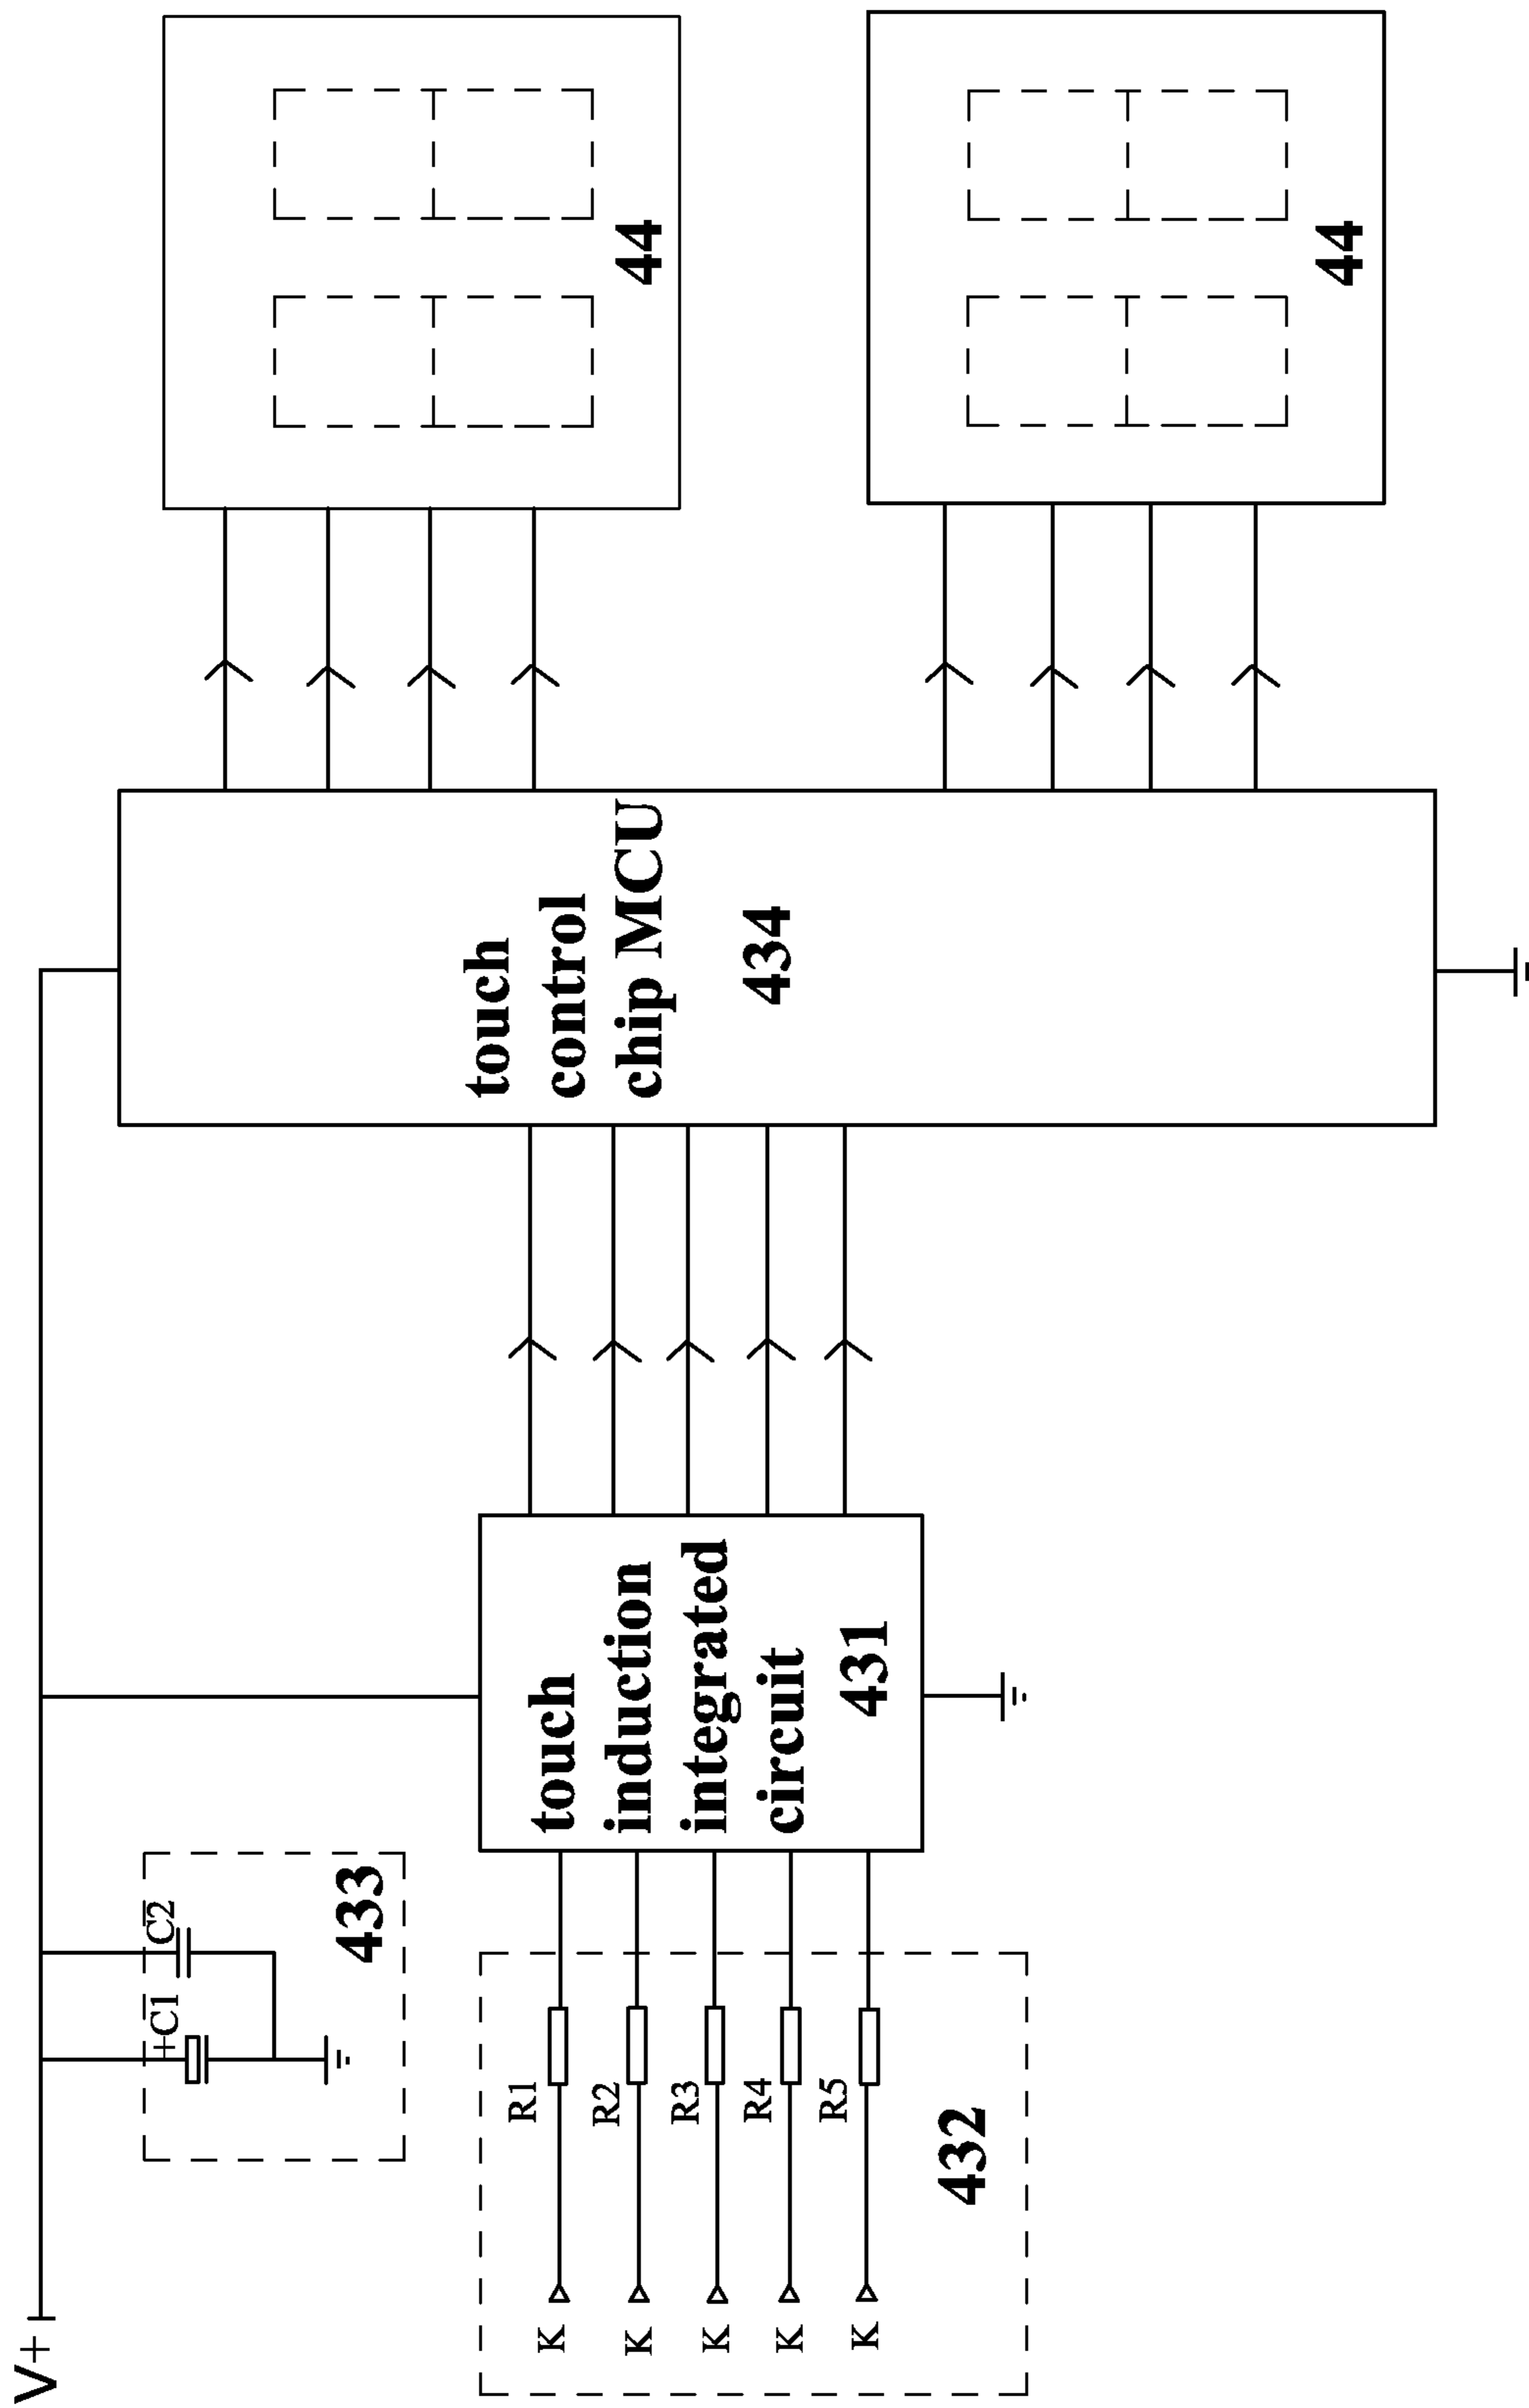 V+
+C1
C2
433
K
R1
K
R2
K
R3
K
R4
K
R5
432
touch
induction
integrated
circuit
431
touch
control
chip MCU
434
44
44